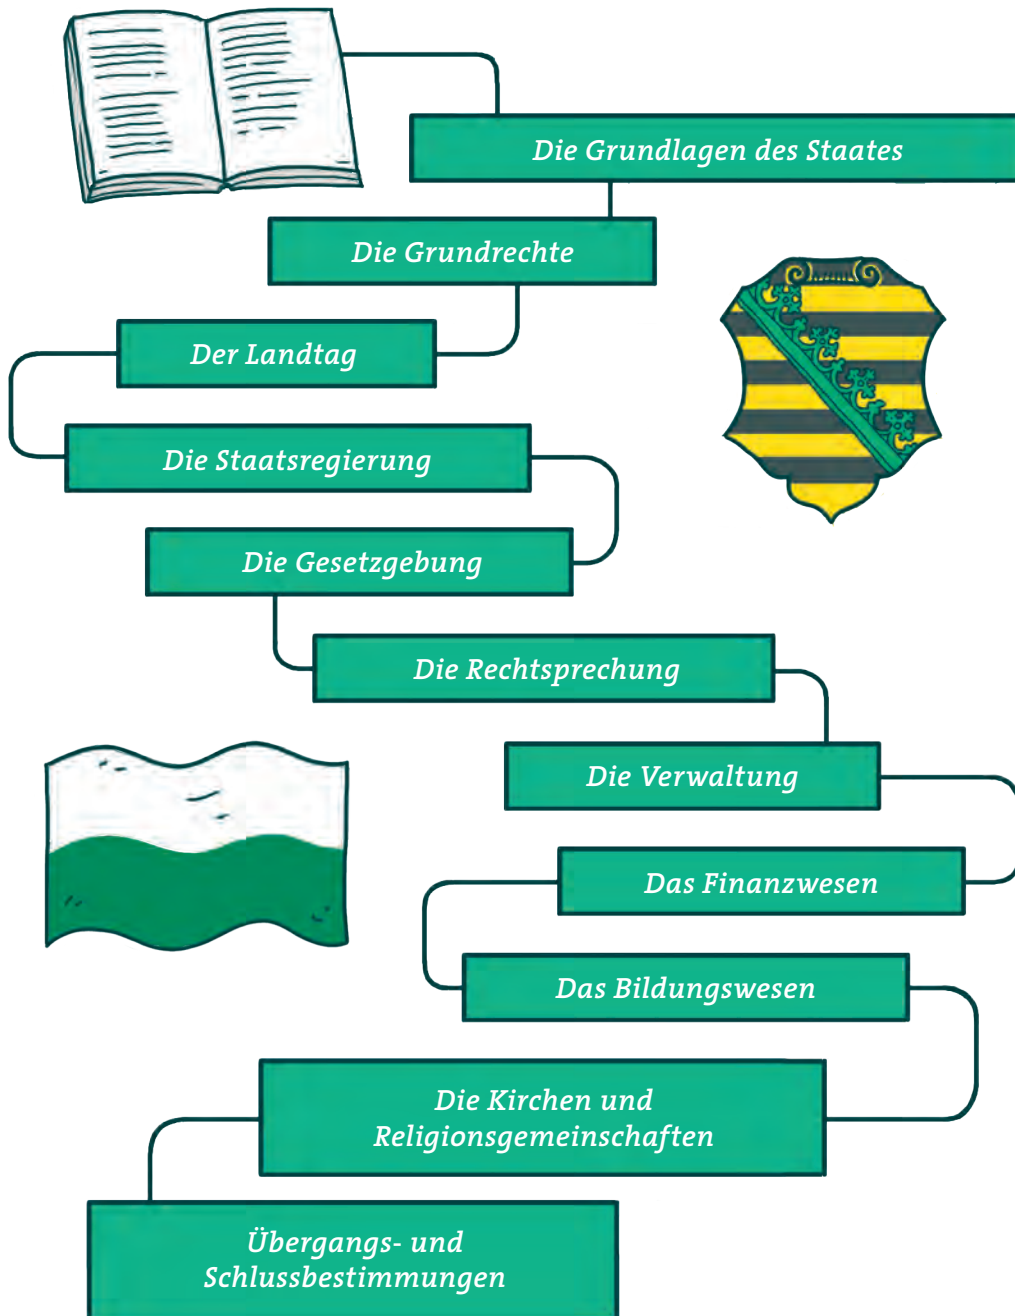 Die Grundlagen des Staates
Die Grundrechte
Der Landtag
Die Staatsregierung
Die Gesetzgebung
Die Rechtsprechung
Die Verwaltung
Das Finanzwesen
Das Bildungswesen
Die Kirchen und
Religionsgemeinschaften
Übergangs- und
Schlussbestimmungen